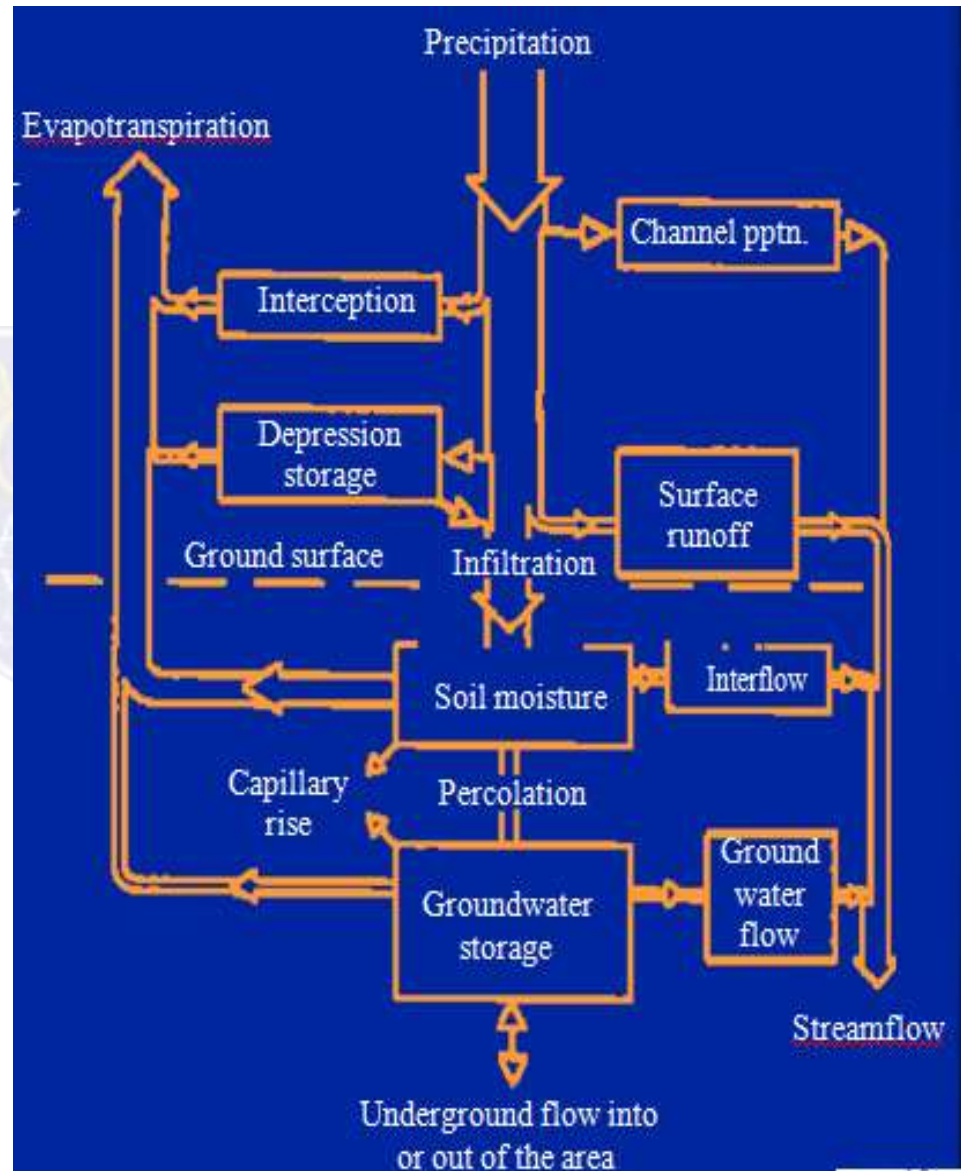 Precipitation
Evapotranspiration
t
Channel pptn.
Interception
Depression
storage
Surface
runoff
Ground surface
Infiltration
Soil moisture
Interflow
Capillary
rise
Percolation
Groundwater
storage
Ground
water
flow
Streamflow
Underground flow into
or out of the area